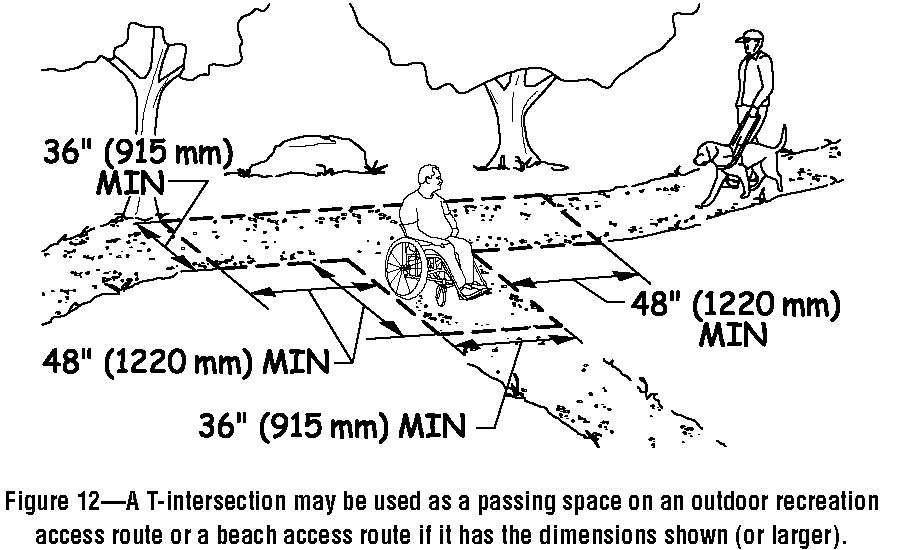 36" (915 mm)
MIN
48" (1220 mm)
MIN
48" (1220 mm) MIN
36" (915 mm) MIN
Figure 12—A T-intersection may be used as a passing space on an outdoor recreation
access route or a beach access route if it has the dimensions shown (or larger).